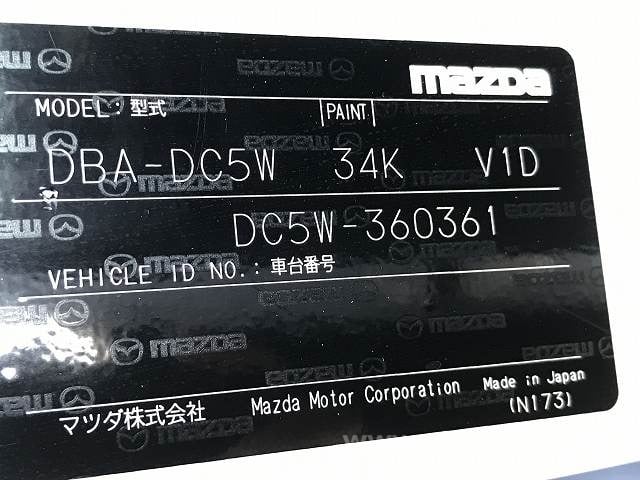 mazda
MODEL: 型式 PAINT
DBA-DC5W 34K V1D
DC5W-360361
VEHICLE ID NO.: 車台番号
マツダ株式会社 Mazda Motor Corporation Made in Japan
(N173)
www.